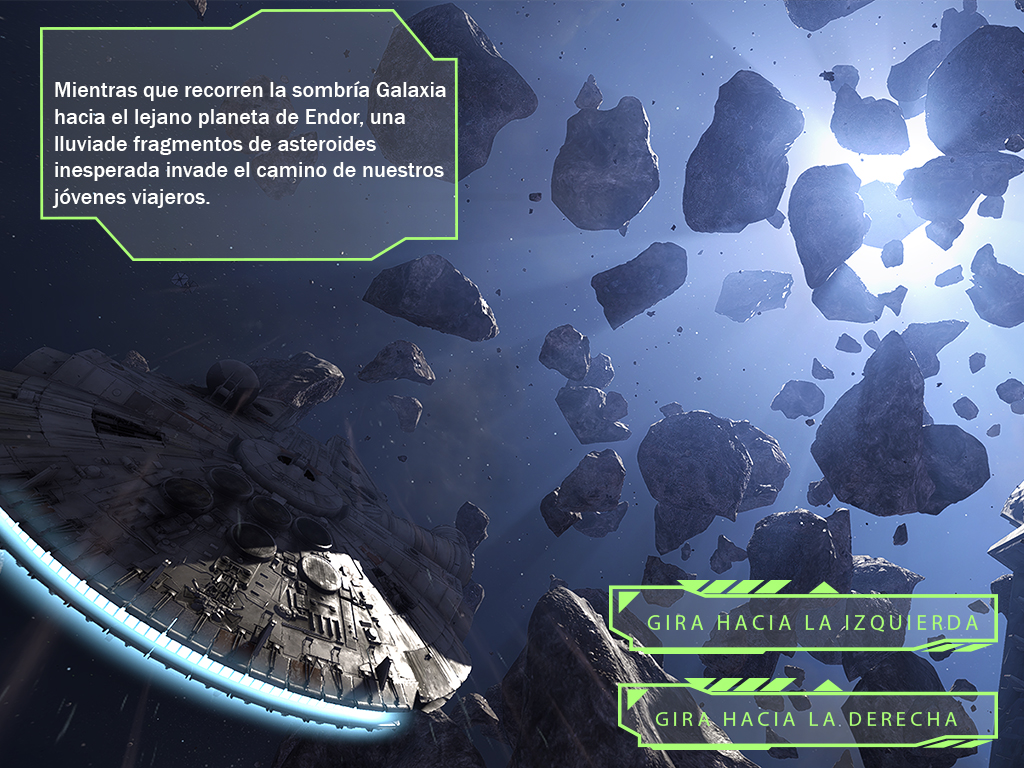 Mientras que recorren la sombría Galaxia
hacia el lejano planeta de Endor, una
lluviade fragmentos de asteroides
inesperada invade el camino de nuestros
jóvenes viajeros.
GIRA HACIA LA IZQUIERDA
GIRA HACIA LA DERECHA